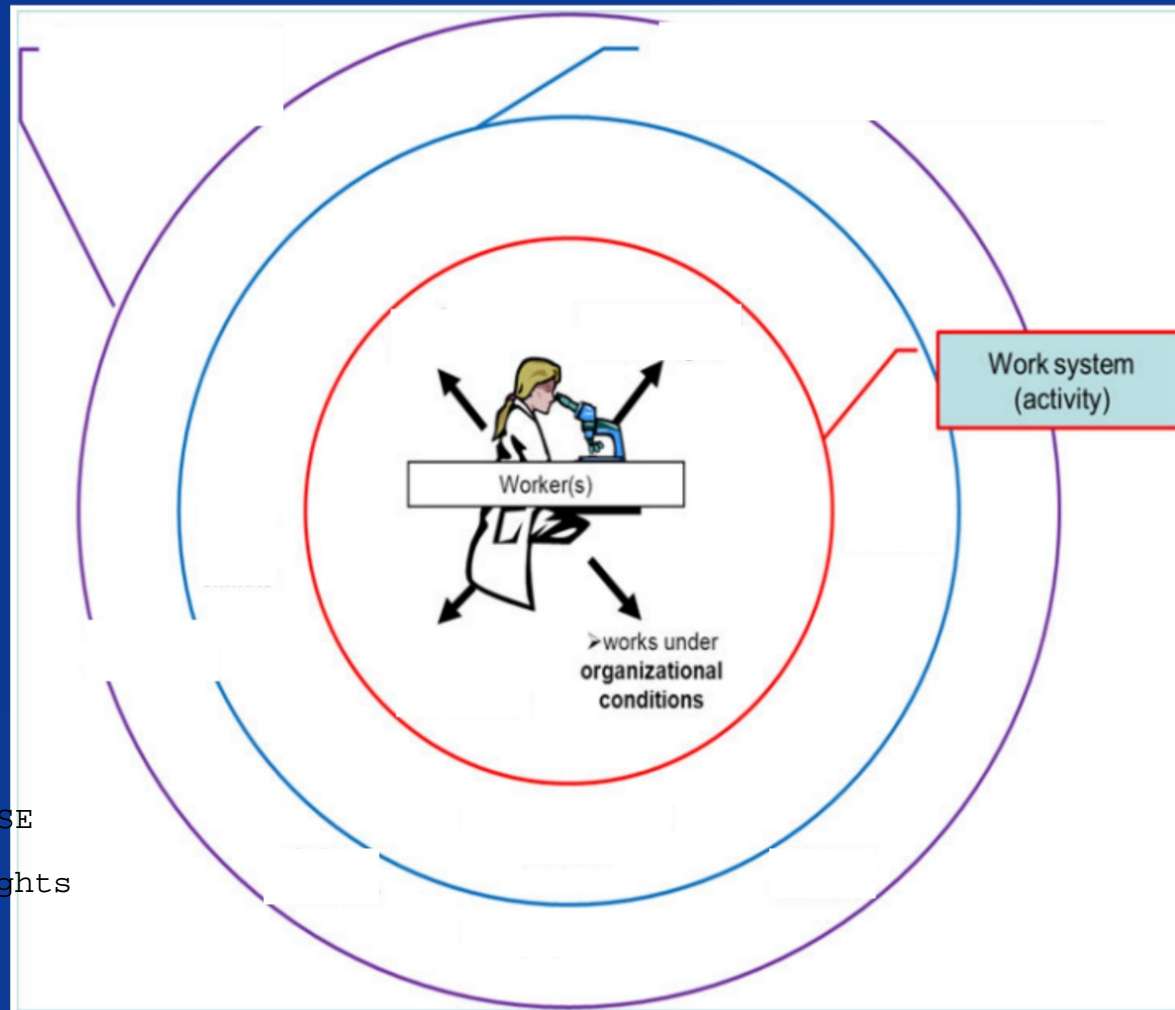 Work system
(activity)
Worker(s)
➢works under
organizational
conditions